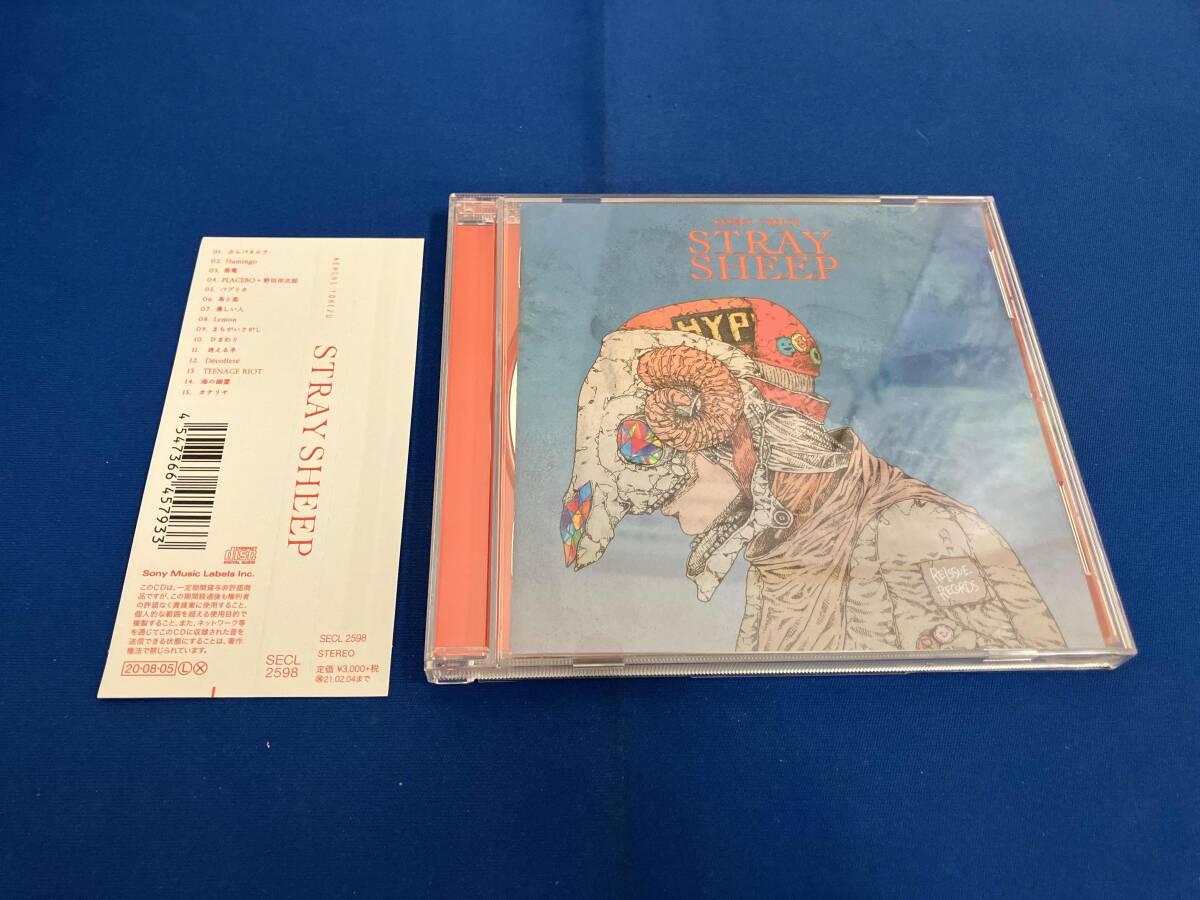 01. カムパネルラ
02. Flamingo
03. 感電
04. PLACEBO + 野田洋次郎
05. パプリカ
06. 馬と鹿
07. 優しい人
08. Lemon
09. まちがいさがし
10. ひまわり
11. 迷える羊
12. Décolleté
13. TEENAGE RIOT
14. 海の幽霊
15. カナリヤ
4 547366 457933
COMPACT
disc
DIGITAL AUDIO
Sony Music Labels Inc.
このCDは、一定期間貸与非許諾商
品ですが、この期間経過後も権利者
の許諾なく賃貸業に使用すること、
個人的な範囲を超える使用目的で
複製すること、また、ネットワーク等
を通じてこのCDに収録された音を
送信できる状態にすることは、著作
権法で禁じられています。
20·08·05 L X
SECL
2598
KENSHI YONEZU
STRAY SHEEP
SECL 2598
STEREO
定価 ¥3,000+税
21.02.04まで
KENSHI YONEZU
STRAY
SHEEP
HYP
REISSUE
RECORDS